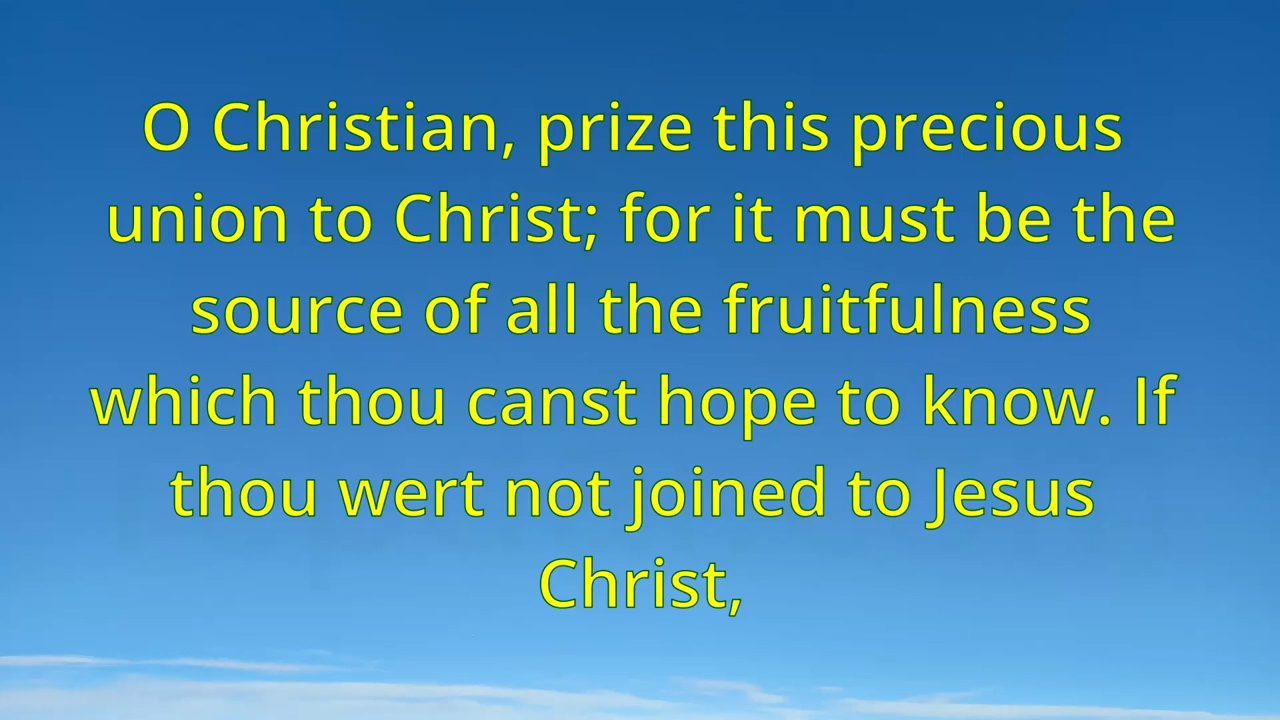 O Christian, prize this precious
union to Christ; for it must be the
source of all the fruitfulness
which thou canst hope to know. If
thou wert not joined to Jesus
Christ,